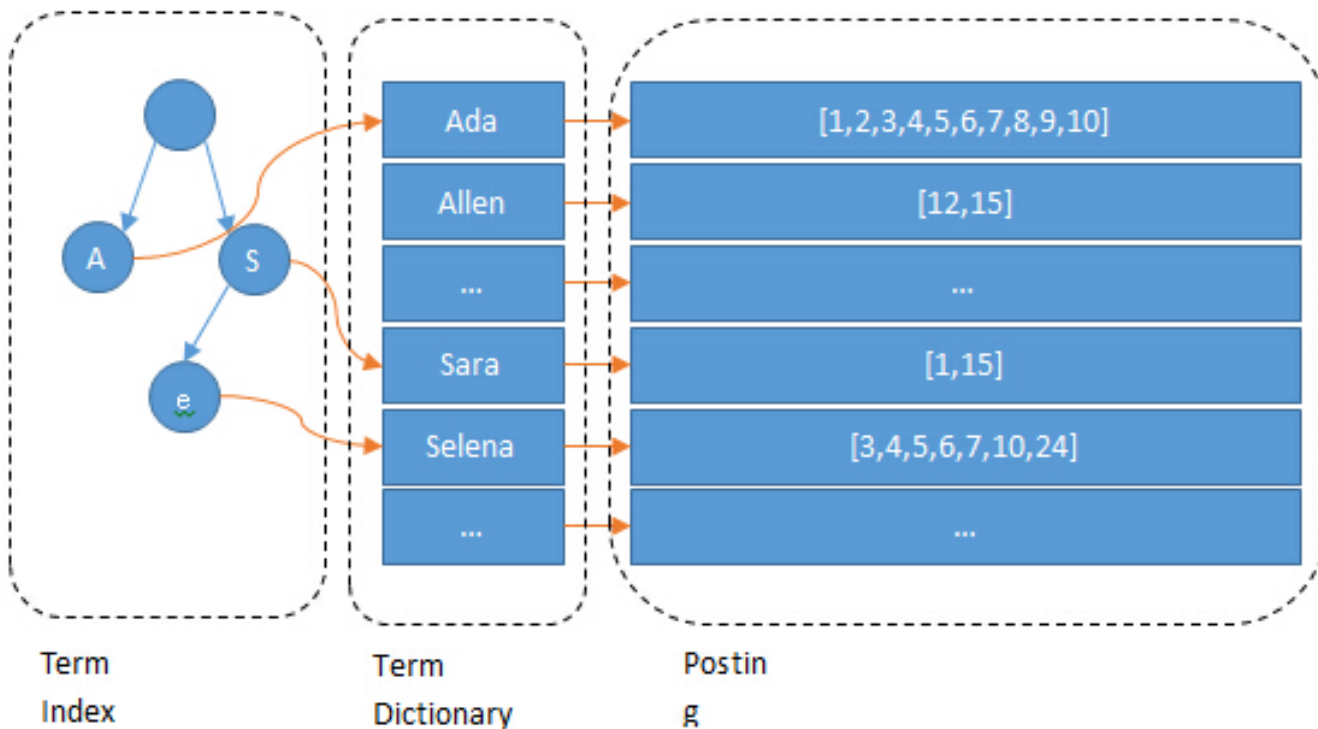 A
S
e
Ada
[1,2,3,4,5,6,7,8,9,10]
Allen
[12,15]
...
...
Sara
[1,15]
Selena
[3,4,5,6,7,10,24]
...
...
Term
Index
Term
Dictionary
Postin
g